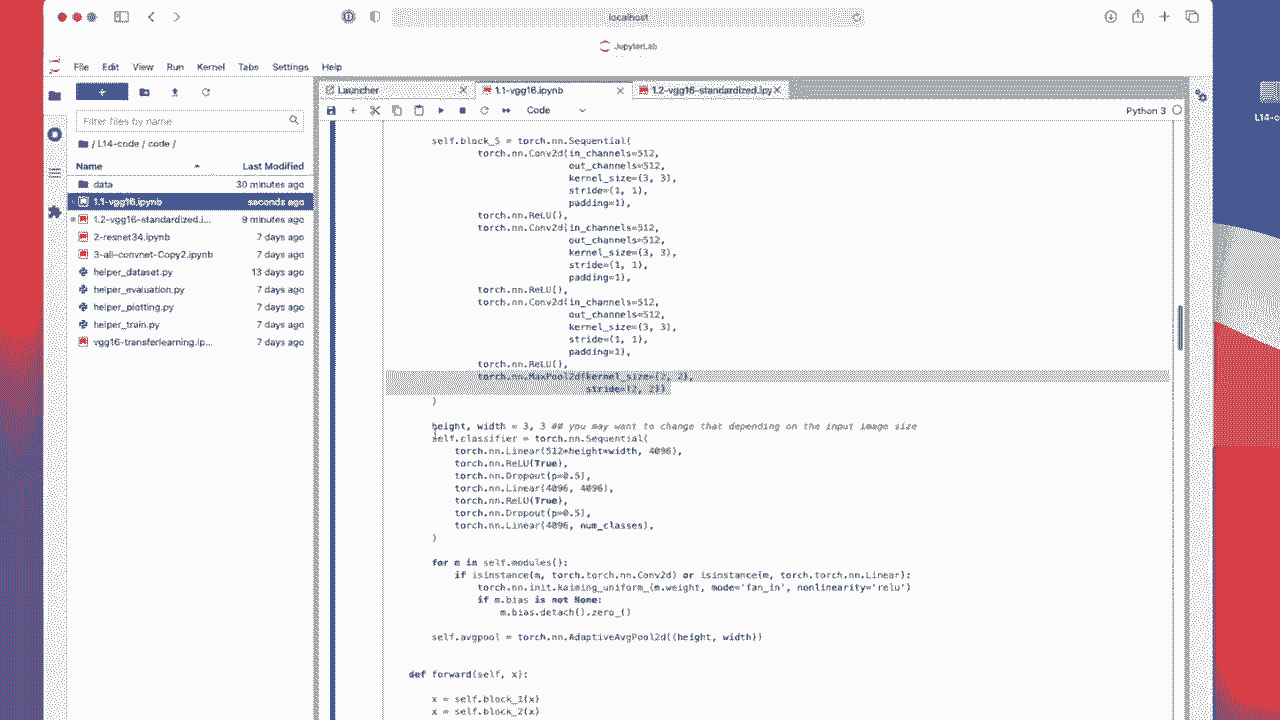 localhost
JupyterLab
File Edit View Run Kernel Tabs Settings Help
Launcher
1.1-vgg16.ipynb
1.2-vgg16-standardized.ipy
Code
Python 3
Filter files by name
/ L14-code / code /
Name Last Modified
data 30 minutes ago
1.1-vgg16.ipynb seconds ago
1.2-vgg16-standardized.i... 9 minutes ago
2-resnet34.ipynb 7 days ago
3-all-convnet-Copy2.ipynb 7 days ago
helper_dataset.py 13 days ago
helper_evaluation.py 7 days ago
helper_plotting.py 7 days ago
helper_train.py 7 days ago
vgg16-transferlearning.ip... 7 days ago
self.block_5 = torch.nn.Sequential(
torch.nn.Conv2d(in_channels=512,
out_channels=512,
kernel_size=(3, 3),
stride=(1, 1),
padding=1),
torch.nn.ReLU(),
torch.nn.Conv2d(in_channels=512,
out_channels=512,
kernel_size=(3, 3),
stride=(1, 1),
padding=1),
torch.nn.ReLU(),
torch.nn.Conv2d(in_channels=512,
out_channels=512,
kernel_size=(3, 3),
stride=(1, 1),
padding=1),
torch.nn.ReLU(),
torch.nn.MaxPool2d(kernel_size=(2, 2),
stride=(2, 2))
)
height, width = 3, 3 ## you may want to change that depending on the input image size
self.classifier = torch.nn.Sequential(
torch.nn.Linear(512*height*width, 4096),
torch.nn.ReLU(True),
torch.nn.Dropout(p=0.5),
torch.nn.Linear(4096, 4096),
torch.nn.ReLU(True),
torch.nn.Dropout(p=0.5),
torch.nn.Linear(4096, num_classes),
)
for m in self.modules():
if isinstance(m, torch.torch.nn.Conv2d) or isinstance(m, torch.torch.nn.Linear):
torch.nn.init.kaiming_uniform_(m.weight, mode='fan_in', nonlinearity='relu')
if m.bias is not None:
m.bias.detach().zero_()
self.avgpool = torch.nn.AdaptiveAvgPool2d((height, width))
def forward(self, x):
x = self.block_1(x)
x = self.block_2(x)
L14-c